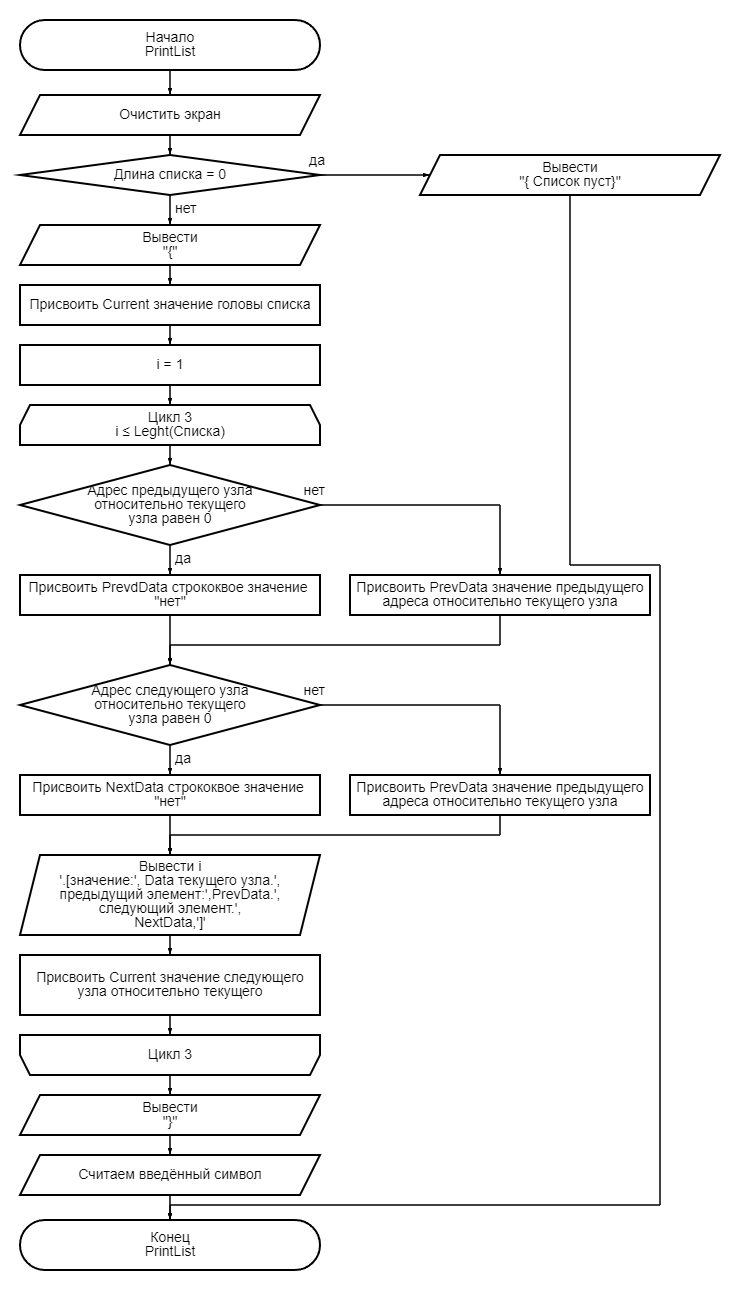 Начало
PrintList
Очистить экран
Длина списка = 0
да
Вывести
"{ Список пуст}"
нет
Вывести
"{"
Присвоить Current значение головы списка
i = 1
Цикл 3
i ≤ Leght(Списка)
Адрес предыдущего узла
относительно текущего
узла равен 0
нет
да
Присвоить PrevdData стрококвое значение
"нет"
Присвоить PrevData значение предыдущего
адреса относительно текущего узла
Адрес следующего узла
относительно текущего
узла равен 0
нет
да
Присвоить NextData стрококвое значение
"нет"
Присвоить PrevData значение предыдущего
адреса относительно текущего узла
Вывести i
'.[значение:', Data текущего узла.',
предыдущий элемент:',PrevData.',
следующий элемент.',
NextData,']'
Присвоить Current значение следующего
узла относительно текущего
Цикл 3
Вывести
"}"
Считаем введённый символ
Конец
PrintList